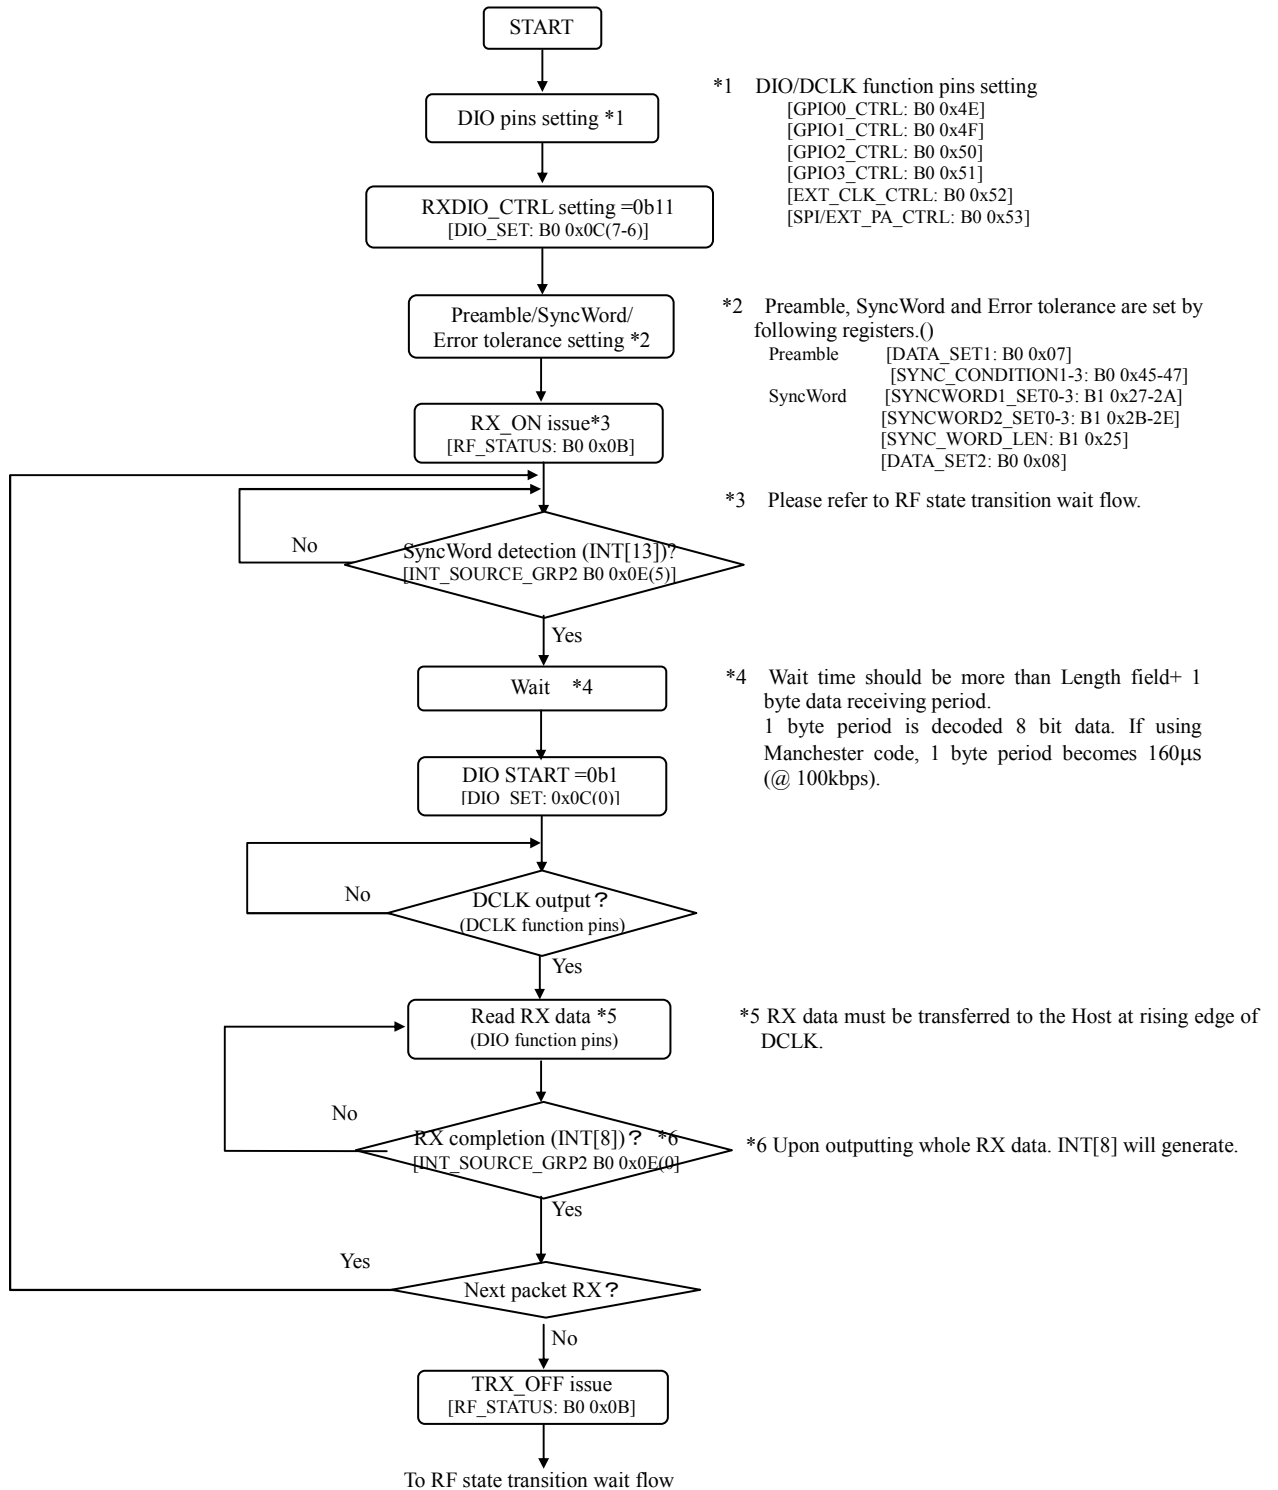 START
DIO pins setting *1
RXDIO_CTRL setting =0b11
[DIO_SET: B0 0x0C(7-6)]
Preamble/SyncWord/
Error tolerance setting *2
RX_ON issue*3
[RF_STATUS: B0 0x0B]
No
SyncWord detection (INT[13])?
[INT_SOURCE_GRP2 B0 0x0E(5)]
Yes
Wait *4
DIO START =0b1
[DIO_SET: 0x0C(0)]
No
DCLK output？
(DCLK function pins)
Yes
Read RX data *5
(DIO function pins)
No
RX completion (INT[8])？ *6
[INT_SOURCE_GRP2 B0 0x0E(0]
Yes
Yes
Next packet RX？
No
TRX_OFF issue
[RF_STATUS: B0 0x0B]
To RF state transition wait flow
*1 DIO/DCLK function pins setting
[GPIO0_CTRL: B0 0x4E]
[GPIO1_CTRL: B0 0x4F]
[GPIO2_CTRL: B0 0x50]
[GPIO3_CTRL: B0 0x51]
[EXT_CLK_CTRL: B0 0x52]
[SPI/EXT_PA_CTRL: B0 0x53]
*2 Preamble, SyncWord and Error tolerance are set by
following registers.()
Preamble [DATA_SET1: B0 0x07]
[SYNC_CONDITION1-3: B0 0x45-47]
SyncWord [SYNCWORD1_SET0-3: B1 0x27-2A]
[SYNCWORD2_SET0-3: B1 0x2B-2E]
[SYNC_WORD_LEN: B1 0x25]
[DATA_SET2: B0 0x08]
*3 Please refer to RF state transition wait flow.
*4 Wait time should be more than Length field+ 1
byte data receiving period.
1 byte period is decoded 8 bit data. If using
Manchester code, 1 byte period becomes 160μs
(@ 100kbps).
*5 RX data must be transferred to the Host at rising edge of
DCLK.
*6 Upon outputting whole RX data. INT[8] will generate.